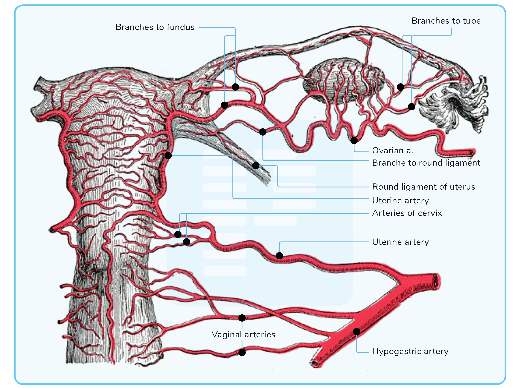 Branches to fundus
Branches to tube
Ovarian a.
Branche to round ligament
Round ligament of uterus
Uterine artery
Arteries of cervix
Uterine artery
Vaginal arteries
Hypogastric artery